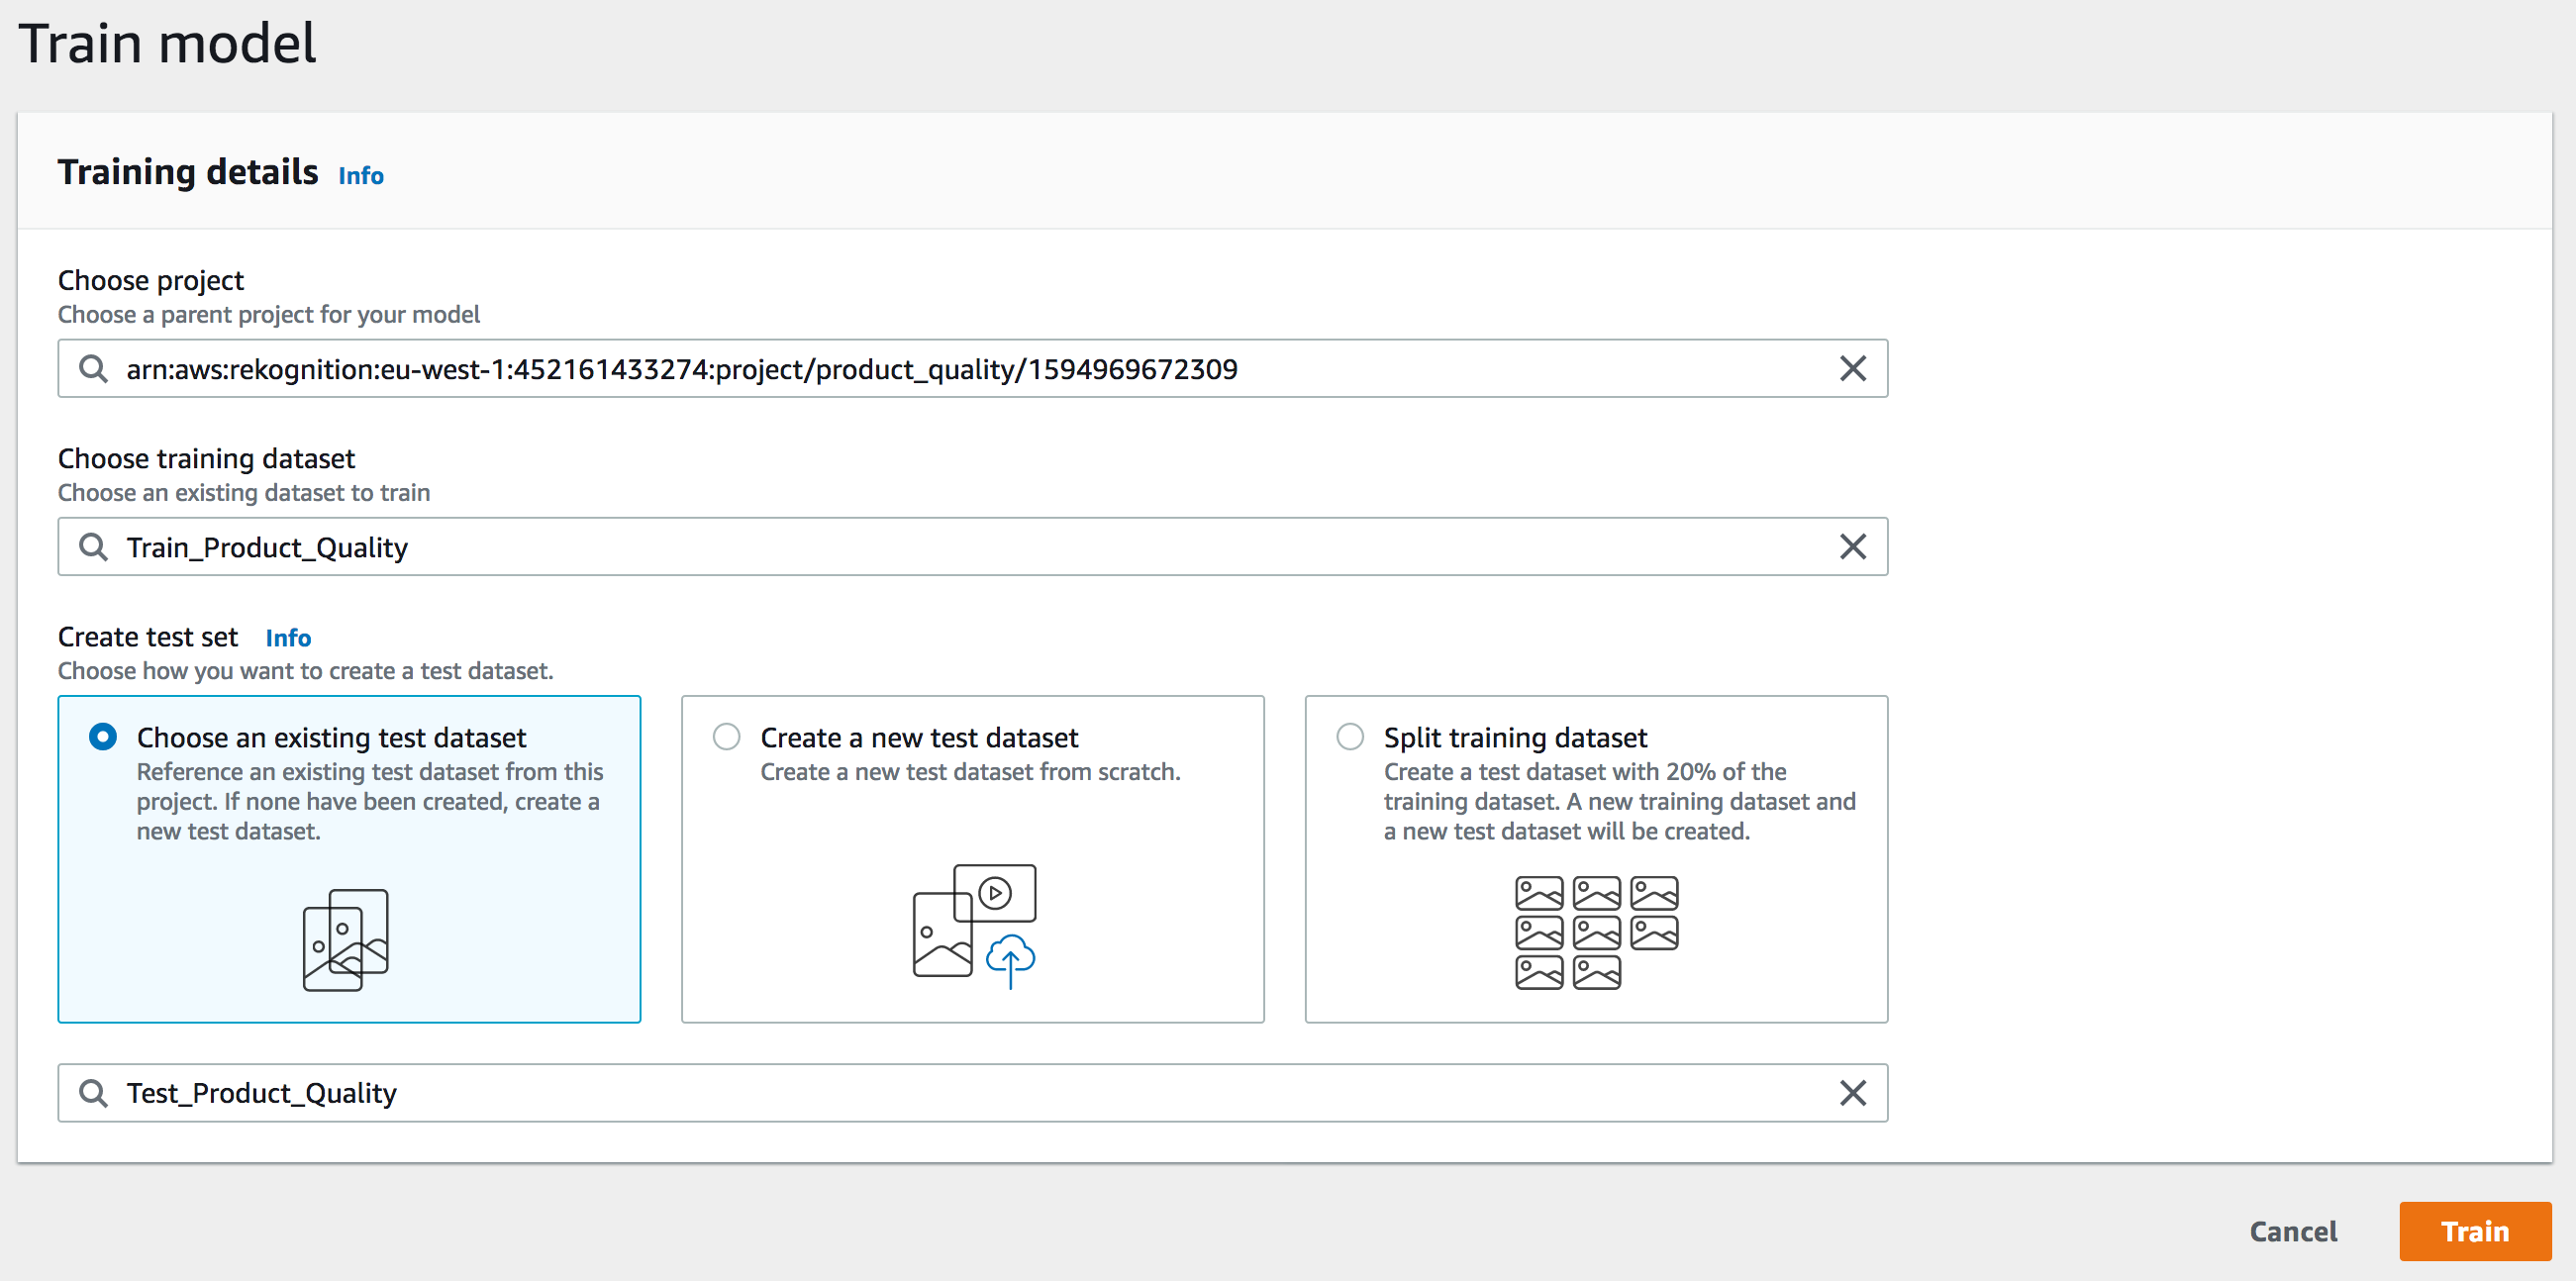 Train model
Training details Info
Choose project
Choose a parent project for your model
arn:aws:rekognition:eu-west-1:452161433274:project/product_quality/1594969672309
Choose training dataset
Choose an existing dataset to train
Train_Product_Quality
Create test set Info
Choose how you want to create a test dataset.
Choose an existing test dataset
Reference an existing test dataset from this
project. If none have been created, create a
new test dataset.
Create a new test dataset
Create a new test dataset from scratch.
Split training dataset
Create a test dataset with 20% of the
training dataset. A new training dataset and
a new test dataset will be created.
Test_Product_Quality
Cancel Train